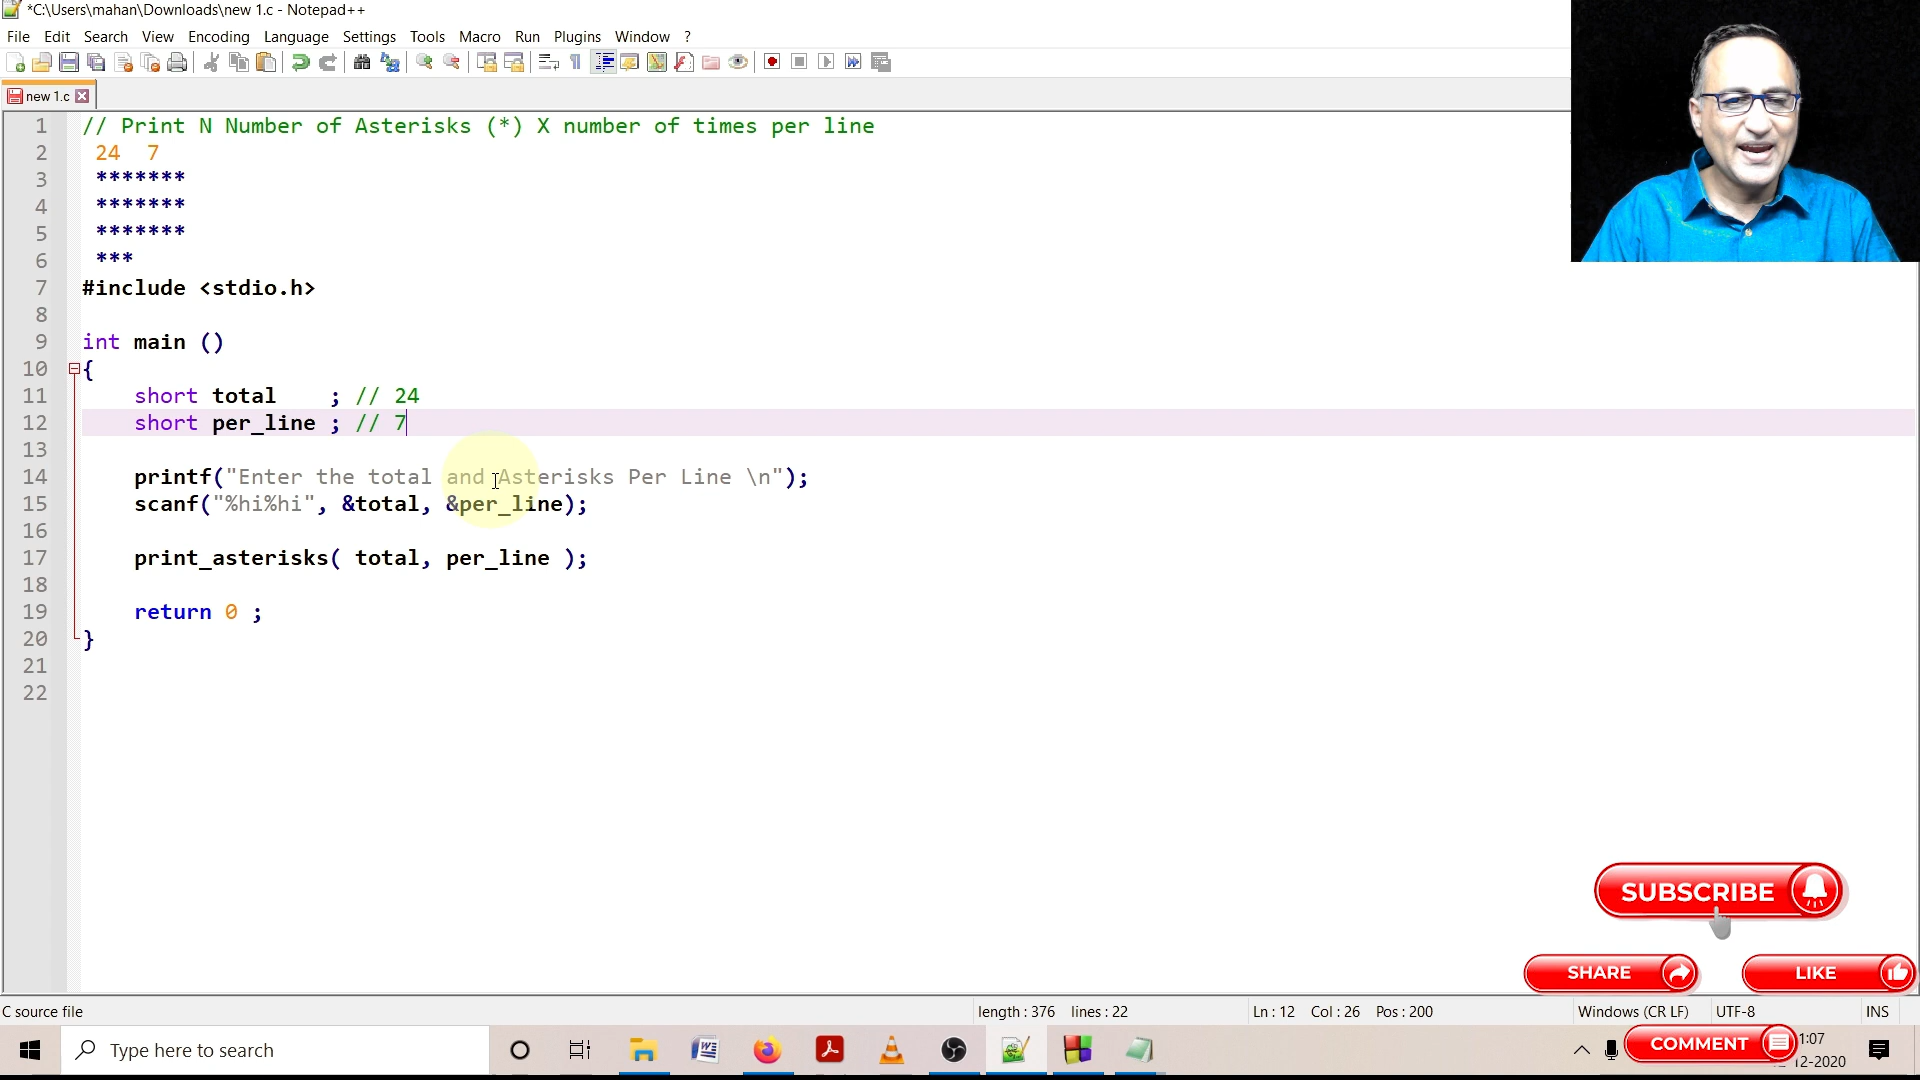 *C:\Users\mahan\Downloads\new 1.c - Notepad++
File Edit Search View Encoding Language Settings Tools Macro Run Plugins Window ?
new 1.c
1 // Print N Number of Asterisks (*) X number of times per line
2 24 7
3 *******
4 *******
5 *******
6 ***
7 #include <stdio.h>
8
9 int main ()
10 {
11 short total ; // 24
12 short per_line ; // 7
13
14 printf("Enter the total and Asterisks Per Line \n");
15 scanf("%hi%hi", &total, &per_line);
16
17 print_asterisks( total, per_line );
18
19 return 0 ;
20 }
21
22
SUBSCRIBE
SHARE LIKE
C source file length : 376 lines : 22 Ln : 12 Col : 26 Pos : 200 Windows (CR LF) UTF-8 INS
Type here to search
COMMENT
1:07
12-2020